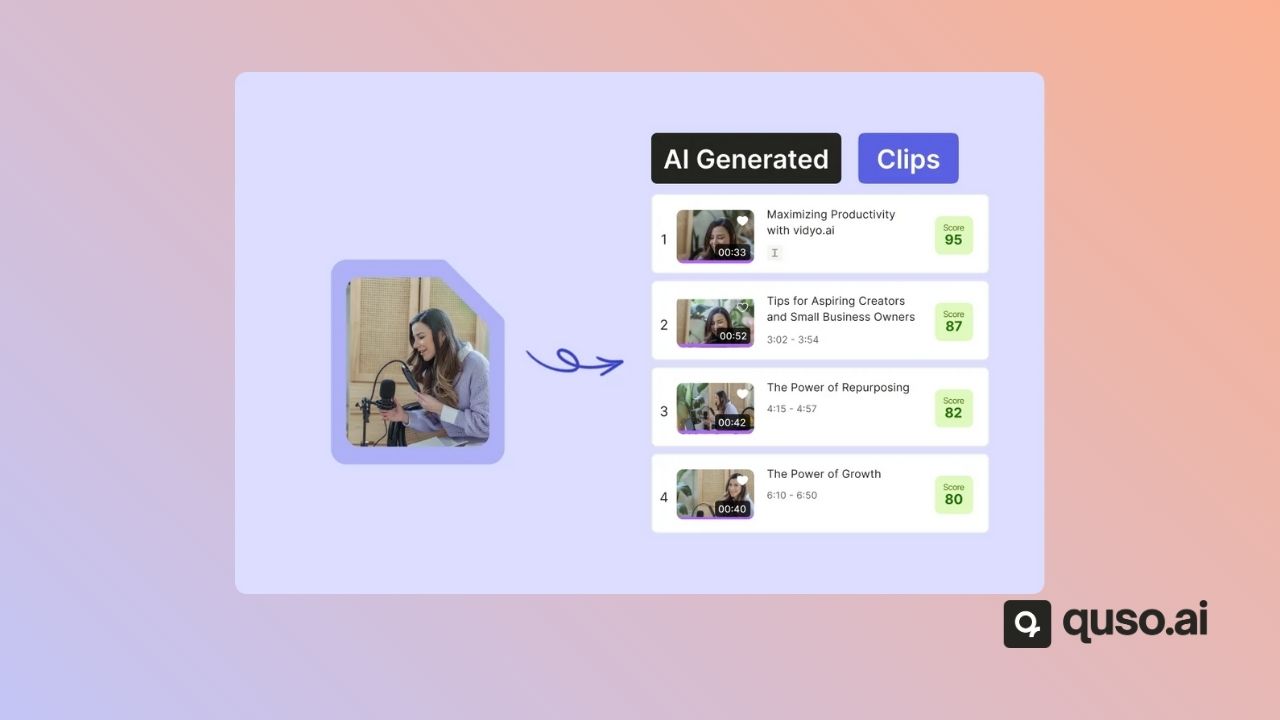 AI Generated
Clips
1
00:33
Maximizing Productivity
with vidyo.ai
I
Score
95
2
00:52
Tips for Aspiring Creators
and Small Business Owners
3:02 - 3:54
Score
87
3
00:42
The Power of Repurposing
4:15 - 4:57
Score
82
4
00:40
The Power of Growth
6:10 - 6:50
Score
80
quso.ai